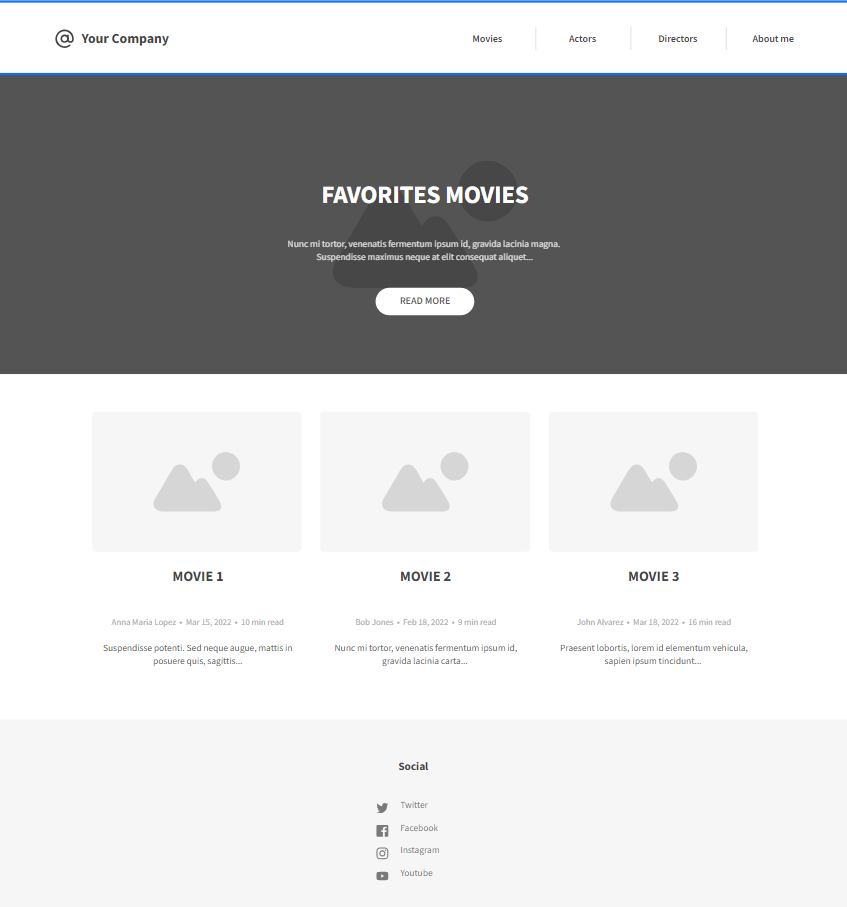 Your Company
Movies
Actors
Directors
About me
FAVORITES MOVIES
Nunc mi tortor, venenatis fermentum ipsum id, gravida lacinia magna.
Suspendisse maximus neque at elit consequat aliquet...
READ MORE
MOVIE 1
MOVIE 2
MOVIE 3
Anna Maria Lopez • Mar 15, 2022 • 10 min read
Bob Jones • Feb 18, 2022 • 9 min read
John Alvarez • Mar 18, 2022 • 16 min read
Suspendisse potenti. Sed neque augue, mattis in
posuere quis, sagittis...
Nunc mi tortor, venenatis fermentum ipsum id,
gravida lacinia carta...
Praesent lobortis, lorem id elementum vehicula,
sapien ipsum tincidunt...
Social
Twitter
Facebook
Instagram
Youtube